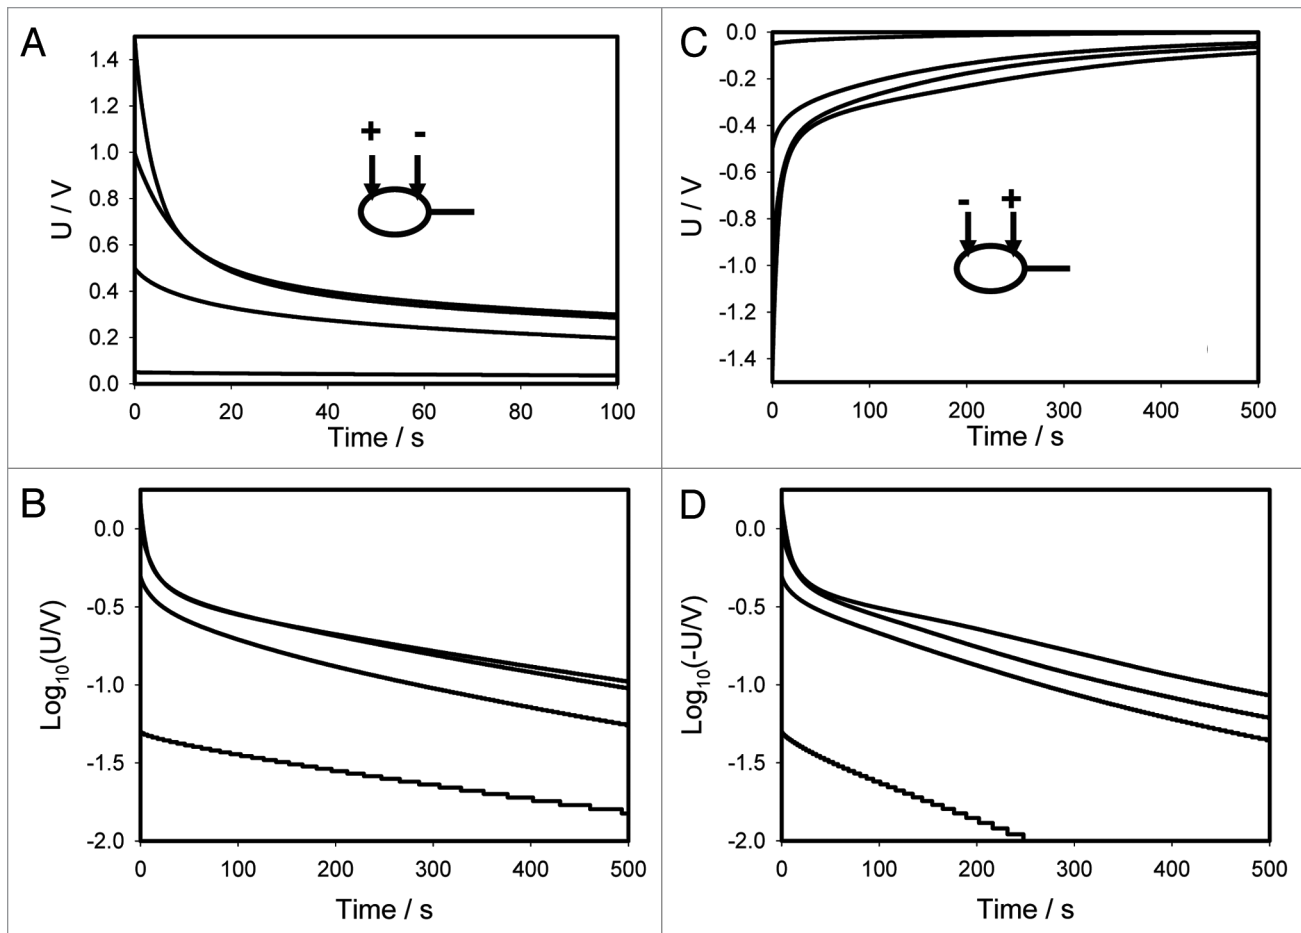 A
1.4
1.2
1.0
0.8
0.6
0.4
0.2
0.0
U / V
+ -
0 20 40 60 80 100
Time / s
C
0.0
-0.2
-0.4
-0.6
-0.8
-1.0
-1.2
-1.4
U / V
- +
0 100 200 300 400 500
Time / s
B
0.0
-0.5
-1.0
-1.5
-2.0
Log10(U/V)
0 100 200 300 400 500
Time / s
D
0.0
-0.5
-1.0
-1.5
-2.0
Log10(-U/V)
0 100 200 300 400 500
Time / s